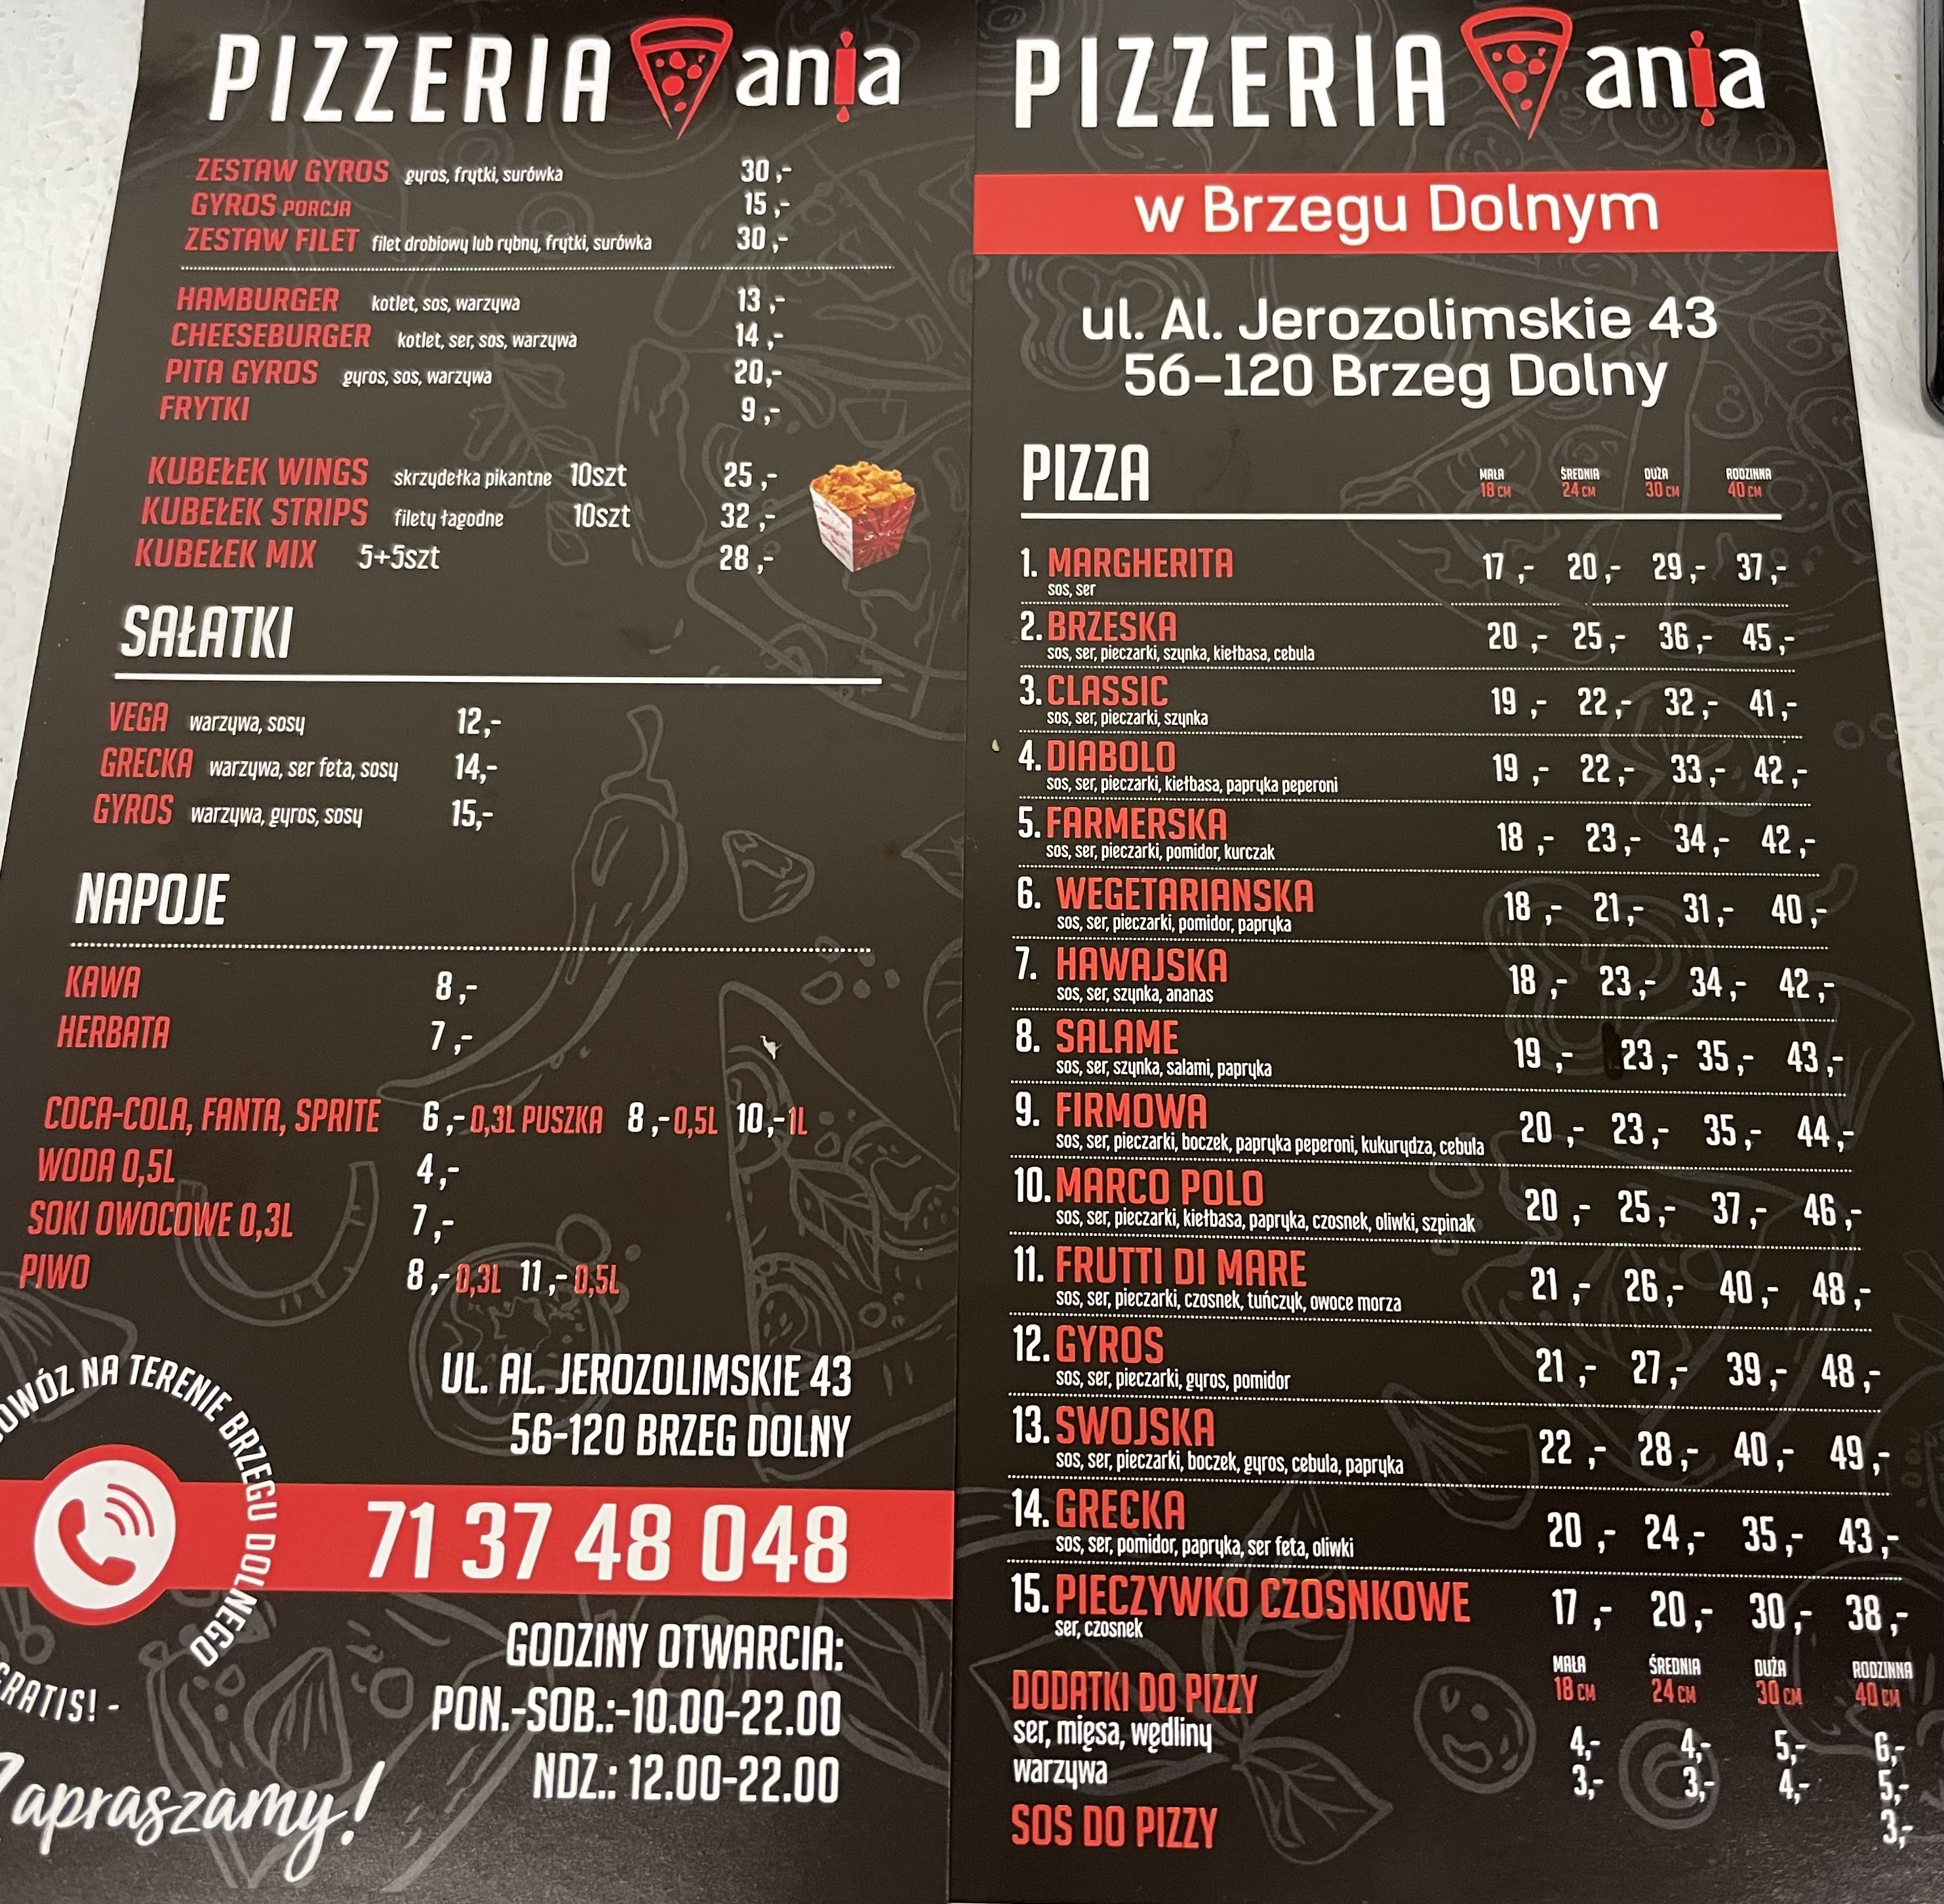 PIZZERIA ania
ZESTAW GYROS gyros, frytki, surówka 30 ,-
GYROS PORCJA 15 ,-
ZESTAW FILET filet drobiowy lub rybny, frytki, surówka 30 ,-
HAMBURGER kotlet, sos, warzywa 13 ,-
CHEESEBURGER kotlet, ser, sos, warzywa 14 ,-
PITA GYROS gyros, sos, warzywa 20,-
FRYTKI 9 ,-
KUBEŁEK WINGS skrzydełka pikantne 10szt 25 ,-
KUBEŁEK STRIPS filety łagodne 10szt 32 ,-
KUBEŁEK MIX 5+5szt 28 ,-
SAŁATKI
VEGA warzywa, sosy 12,-
GRECKA warzywa, ser feta, sosy 14,-
GYROS warzywa, gyros, sosy 15,-
NAPOJE
KAWA 8 ,-
HERBATA 7 ,-
COCA-COLA, FANTA, SPRITE 6 ,- 0,3L PUSZKA 8 ,- 0,5L 10,- 1L
WODA 0,5L 4,-
SOKI OWOCOWE 0,3L 7 ,-
PIWO 8 ,- 0,3L 11 ,- 0,5L
UL. AL. JEROZOLIMSKIE 43
56-120 BRZEG DOLNY
NA TERENIE BRZEGU DOLNEGO
71 37 48 048
GODZINY OTWARCIA:
PON.-SOB.:-10.00-22.00
NDZ.: 12.00-22.00
Zapraszamy!
PIZZERIA ania
w Brzegu Dolnym
ul. Al. Jerozolimskie 43
56-120 Brzeg Dolny
PIZZA MAŁA ŚREDNIA DUŻA RODZINNA
18 CM 24 CM 30 CM 40 CM
1. MARGHERITA 17 ,- 20,- 29,- 37,-
sos, ser
2. BRZESKA 20 ,- 25,- 36,- 45,-
sos, ser, pieczarki, szynka, kiełbasa, cebula
3. CLASSIC 19 ,- 22,- 32,- 41,-
sos, ser, pieczarki, szynka
4. DIABOLO 19 ,- 22,- 33,- 42,-
sos, ser, pieczarki, kiełbasa, papryka peperoni
5. FARMERSKA 18 ,- 23,- 34,- 42,-
sos, ser, pieczarki, pomidor, kurczak
6. WEGETARIANSKA 18 ,- 21,- 31,- 40,-
sos, ser, pieczarki, pomidor, papryka
7. HAWAJSKA 18 ,- 23,- 34,- 42,-
sos, ser, szynka, ananas
8. SALAME 19 ,- 23,- 35,- 43,-
sos, ser, szynka, salami, papryka
9. FIRMOWA 20 ,- 23,- 35,- 44,-
sos, ser, pieczarki, boczek, papryka peperoni, kukurydza, cebula
10. MARCO POLO 20 ,- 25,- 37,- 46,-
sos, ser, pieczarki, kiełbasa, papryka, czosnek, oliwki, szpinak
11. FRUTTI DI MARE 21 ,- 26,- 40,- 48,-
sos, ser, pieczarki, czosnek, tuńczyk, owoce morza
12. GYROS 21 ,- 27,- 39,- 48,-
sos, ser, pieczarki, gyros, pomidor
13. SWOJSKA 22 ,- 28,- 40,- 49,-
sos, ser, pieczarki, boczek, gyros, cebula, papryka
14. GRECKA 20 ,- 24,- 35,- 43,-
sos, ser, pomidor, papryka, ser feta, oliwki
15. PIECZYWKO CZOSNKOWE 17 ,- 20,- 30,- 38,-
ser, czosnek
MAŁA ŚREDNIA DUŻA RODZINNA
DODATKI DO PIZZY 18 CM 24 CM 30 CM 40 CM
ser, mięsa, wędliny 4,- 4,- 5,- 6,-
warzywa 3,- 3,- 4,- 5,-
SOS DO PIZZY 3,-